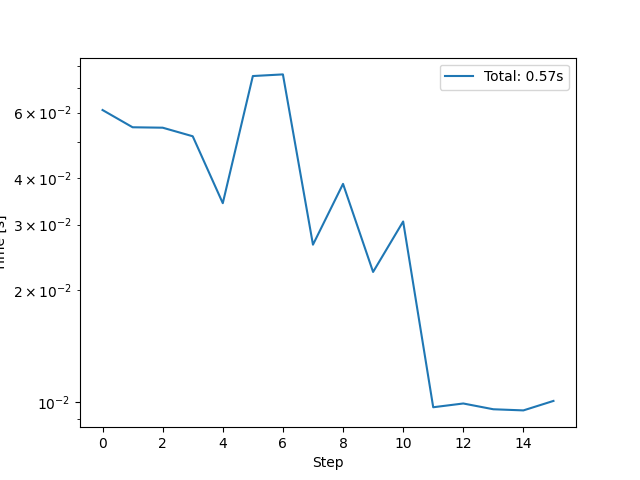 Total: 0.57s
6 × 10⁻²
4 × 10⁻²
3 × 10⁻²
2 × 10⁻²
10⁻²
Time [s]
0 2 4 6 8 10 12 14
Step